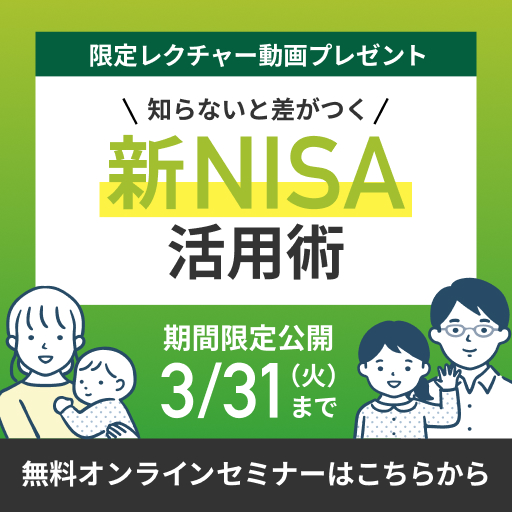 限定レクチャー動画プレゼント
\ 知らないと差がつく /
新NISA
活用術
期間限定公開
3/31(火)まで
無料オンラインセミナーはこちらから